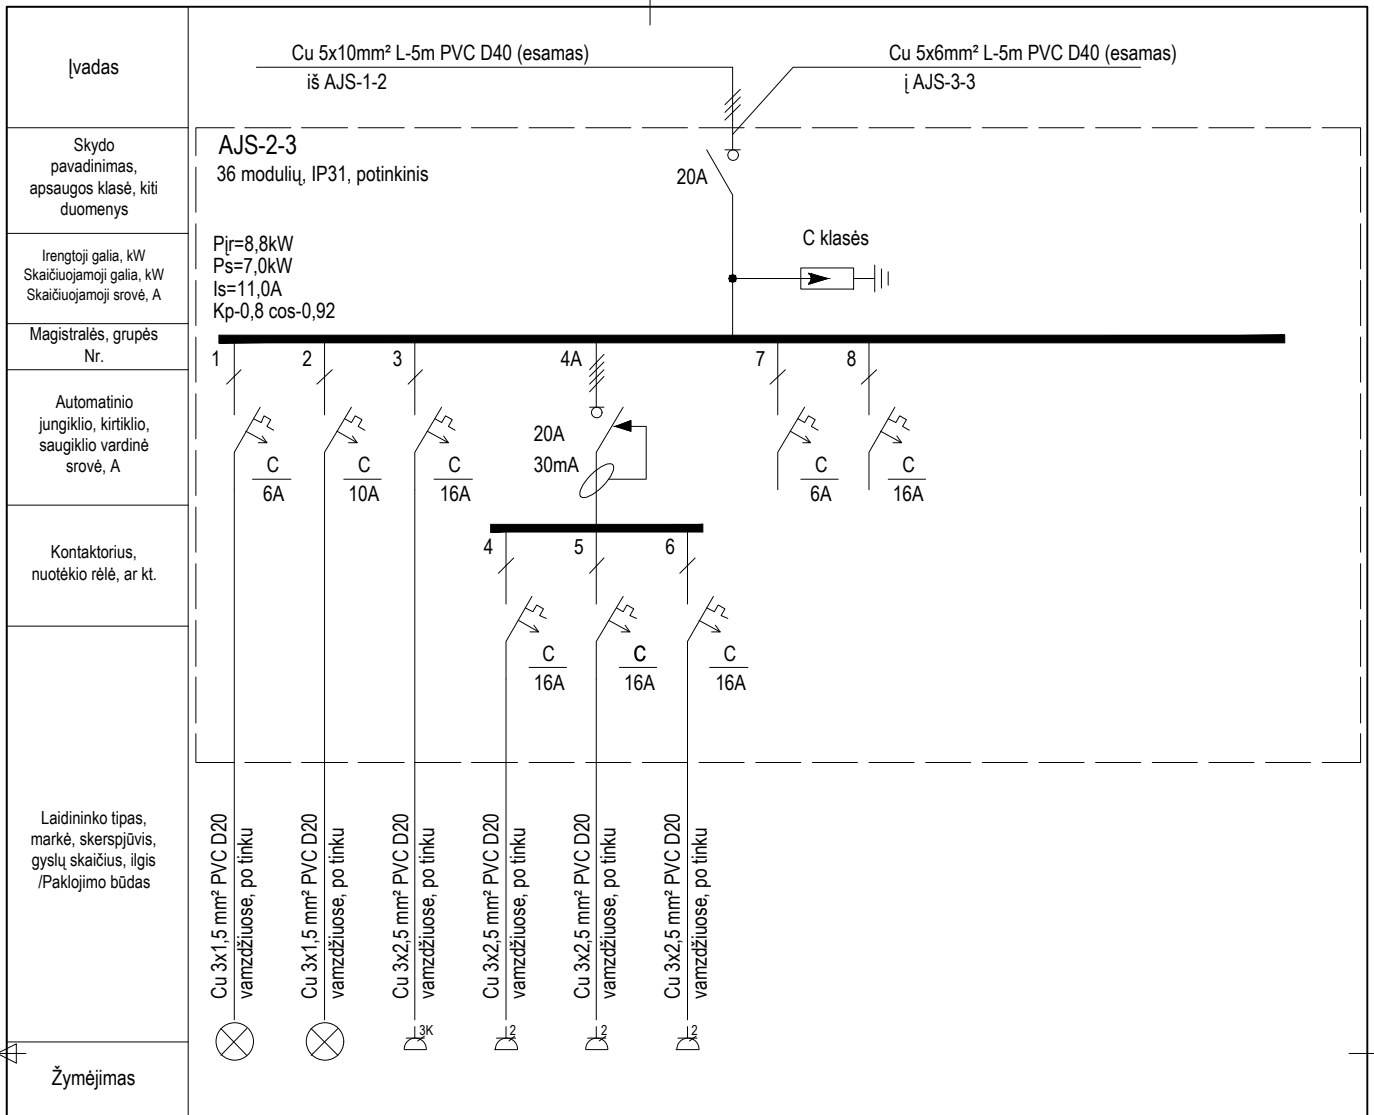 Įvadas
Cu 5x10mm² L-5m PVC D40 (esamas)
iš AJS-1-2
Cu 5x6mm² L-5m PVC D40 (esamas)
į AJS-3-3
Skydo
pavadinimas,
apsaugos klasė, kiti
duomenys
AJS-2-3
36 modulių, IP31, potinkinis
20A
Irengtoji galia, kW
Skaičiuojamoji galia, kW
Skaičiuojamoji srovė, A
Pįr=8,8kW
Ps=7,0kW
Is=11,0A
Kp-0,8 cos-0,92
C klasės
Magistralės, grupės
Nr.
1
2
3
4A
7
8
Automatinio
jungiklio, kirtiklio,
saugiklio vardinė
srovė, A
C
6A
C
10A
C
16A
20A
30mA
C
6A
C
16A
Kontaktorius,
nuotėkio rėlė, ar kt.
4
5
6
C
16A
C
16A
C
16A
Laidininko tipas,
markė, skerspjūvis,
gyslų skaičius, ilgis
/Paklojimo būdas
Cu 3x1,5 mm² PVC D20
vamzdžiuose, po tinku
Cu 3x1,5 mm² PVC D20
vamzdžiuose, po tinku
Cu 3x2,5 mm² PVC D20
vamzdžiuose, po tinku
Cu 3x2,5 mm² PVC D20
vamzdžiuose, po tinku
Cu 3x2,5 mm² PVC D20
vamzdžiuose, po tinku
Cu 3x2,5 mm² PVC D20
vamzdžiuose, po tinku
3K
2
2
2
Žymėjimas